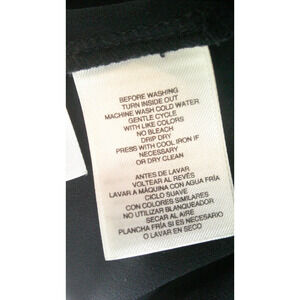 BEFORE WASHING
TURN INSIDE OUT
MACHINE WASH COLD WATER
GENTLE CYCLE
WITH LIKE COLORS
NO BLEACH
DRIP DRY
PRESS WITH COOL IRON IF
NECESSARY
OR DRY CLEAN
ANTES DE LAVAR
VOLTEAR AL REVÉS
LAVAR A MÁQUINA CON AGUA FRÍA
CICLO SUAVE
CON COLORES SIMILARES
NO UTILIZAR BLANQUEADOR
SECAR AL AIRE
PLANCHA FRÍA SI ES NECESARIO
O LAVAR EN SECO